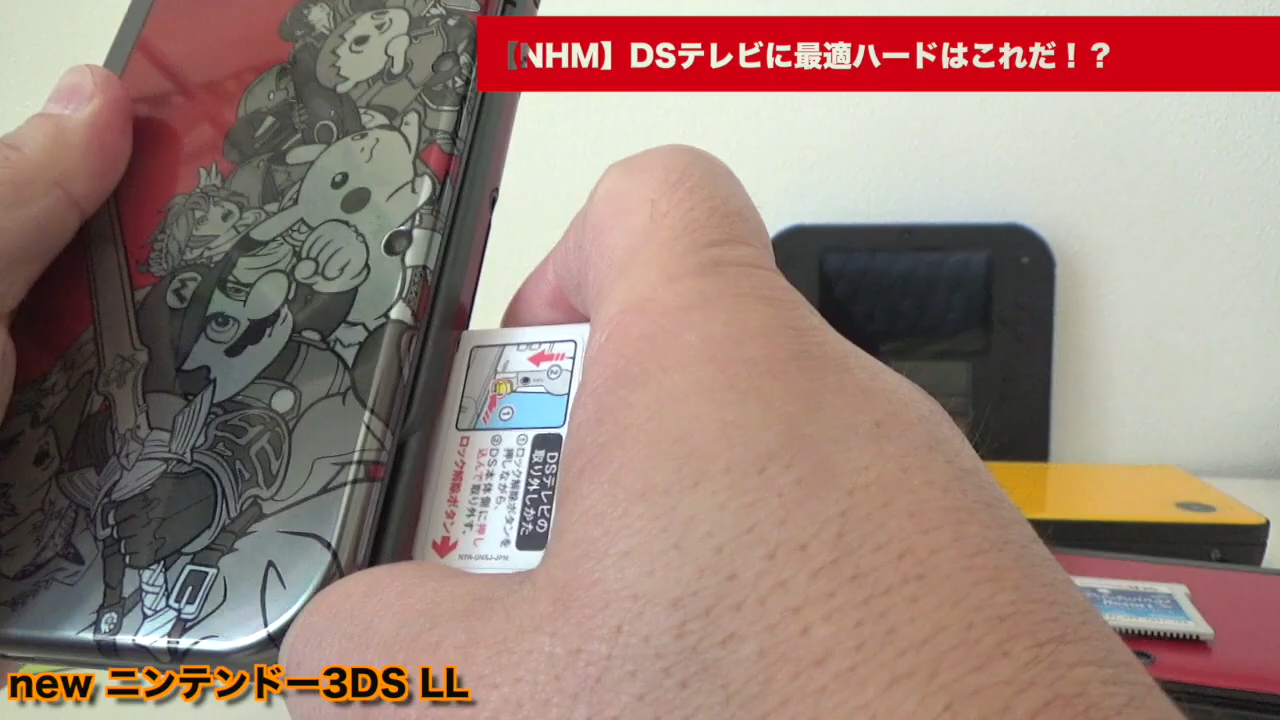 【NHM】DSテレビに最適ハードはこれだ！？
②
①
DSテレビの
取り外しかた
①ロック解除ボタンを
押しながら、
②DS本体側に押し
込んで取り外す。
ロック解除ボタン
M
new ニンテンドー3DS LL